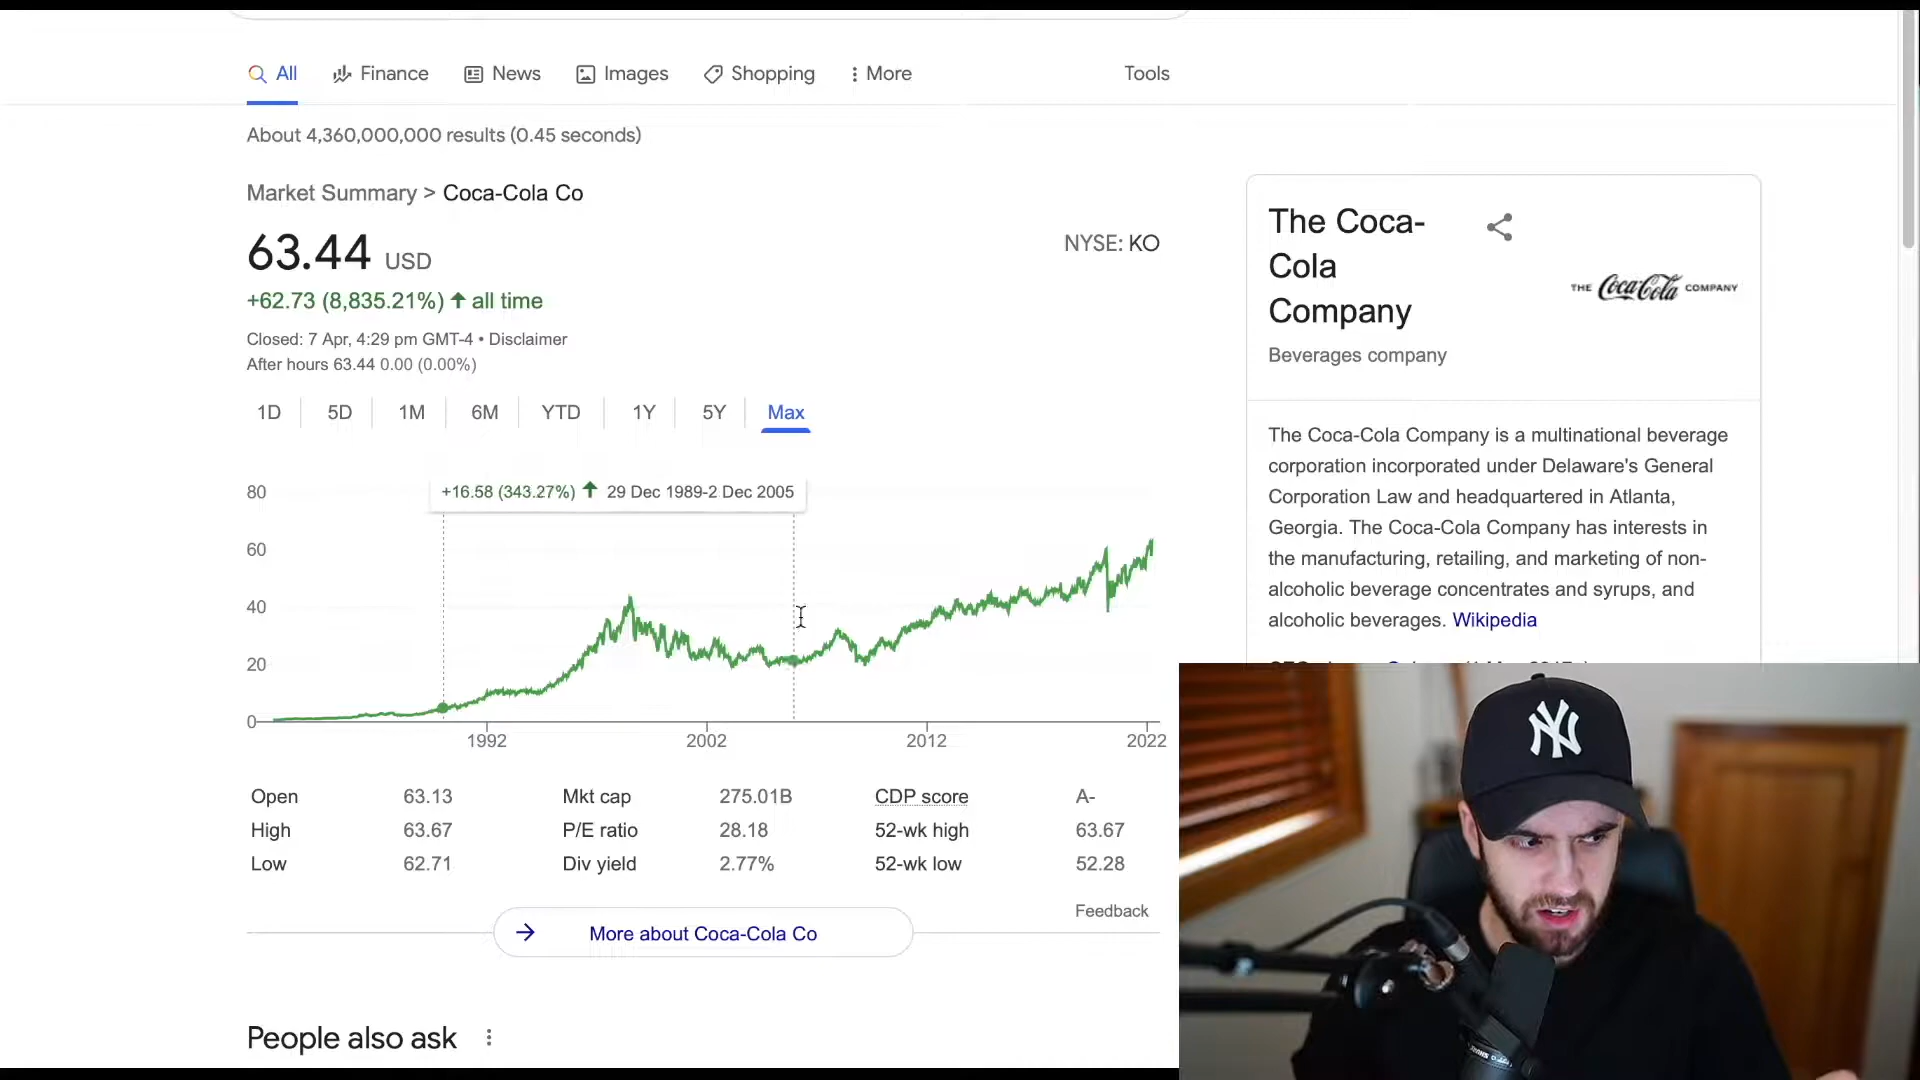 All Finance News Images Shopping More Tools
About 4,360,000,000 results (0.45 seconds)
Market Summary > Coca-Cola Co
63.44 USD
NYSE: KO
+62.73 (8,835.21%) all time
Closed: 7 Apr, 4:29 pm GMT-4 • Disclaimer
After hours 63.44 0.00 (0.00%)
1D 5D 1M 6M YTD 1Y 5Y Max
+16.58 (343.27%) 29 Dec 1989-2 Dec 2005
80
60
40
20
0
1992 2002 2012 2022
Open 63.13 Mkt cap 275.01B CDP score A-
High 63.67 P/E ratio 28.18 52-wk high 63.67
Low 62.71 Div yield 2.77% 52-wk low 52.28
Feedback
More about Coca-Cola Co
People also ask
The Coca-
Cola
Company
THE Coca-Cola COMPANY
Beverages company
The Coca-Cola Company is a multinational beverage
corporation incorporated under Delaware's General
Corporation Law and headquartered in Atlanta,
Georgia. The Coca-Cola Company has interests in
the manufacturing, retailing, and marketing of non-
alcoholic beverage concentrates and syrups, and
alcoholic beverages. Wikipedia
NY